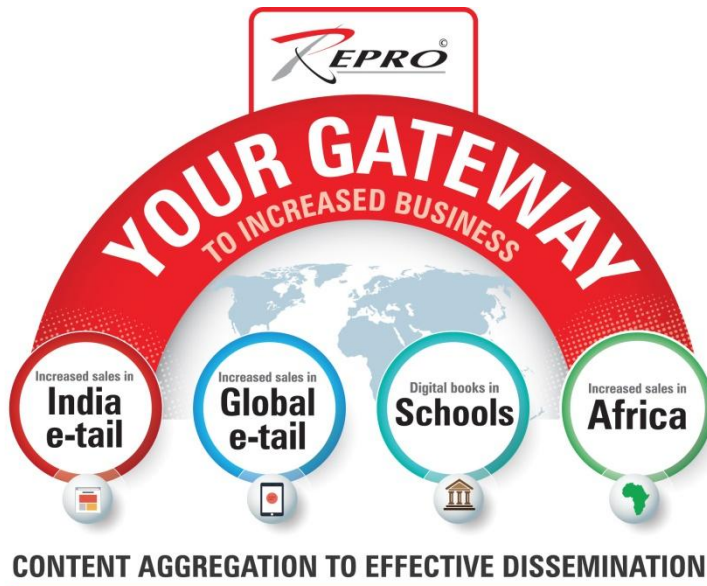 REPRO©
YOUR GATEWAY
TO INCREASED BUSINESS
Increased sales in
India
e-tail
Increased sales in
Global
e-tail
Digital books in
Schools
Increased sales in
Africa
CONTENT AGGREGATION TO EFFECTIVE DISSEMINATION